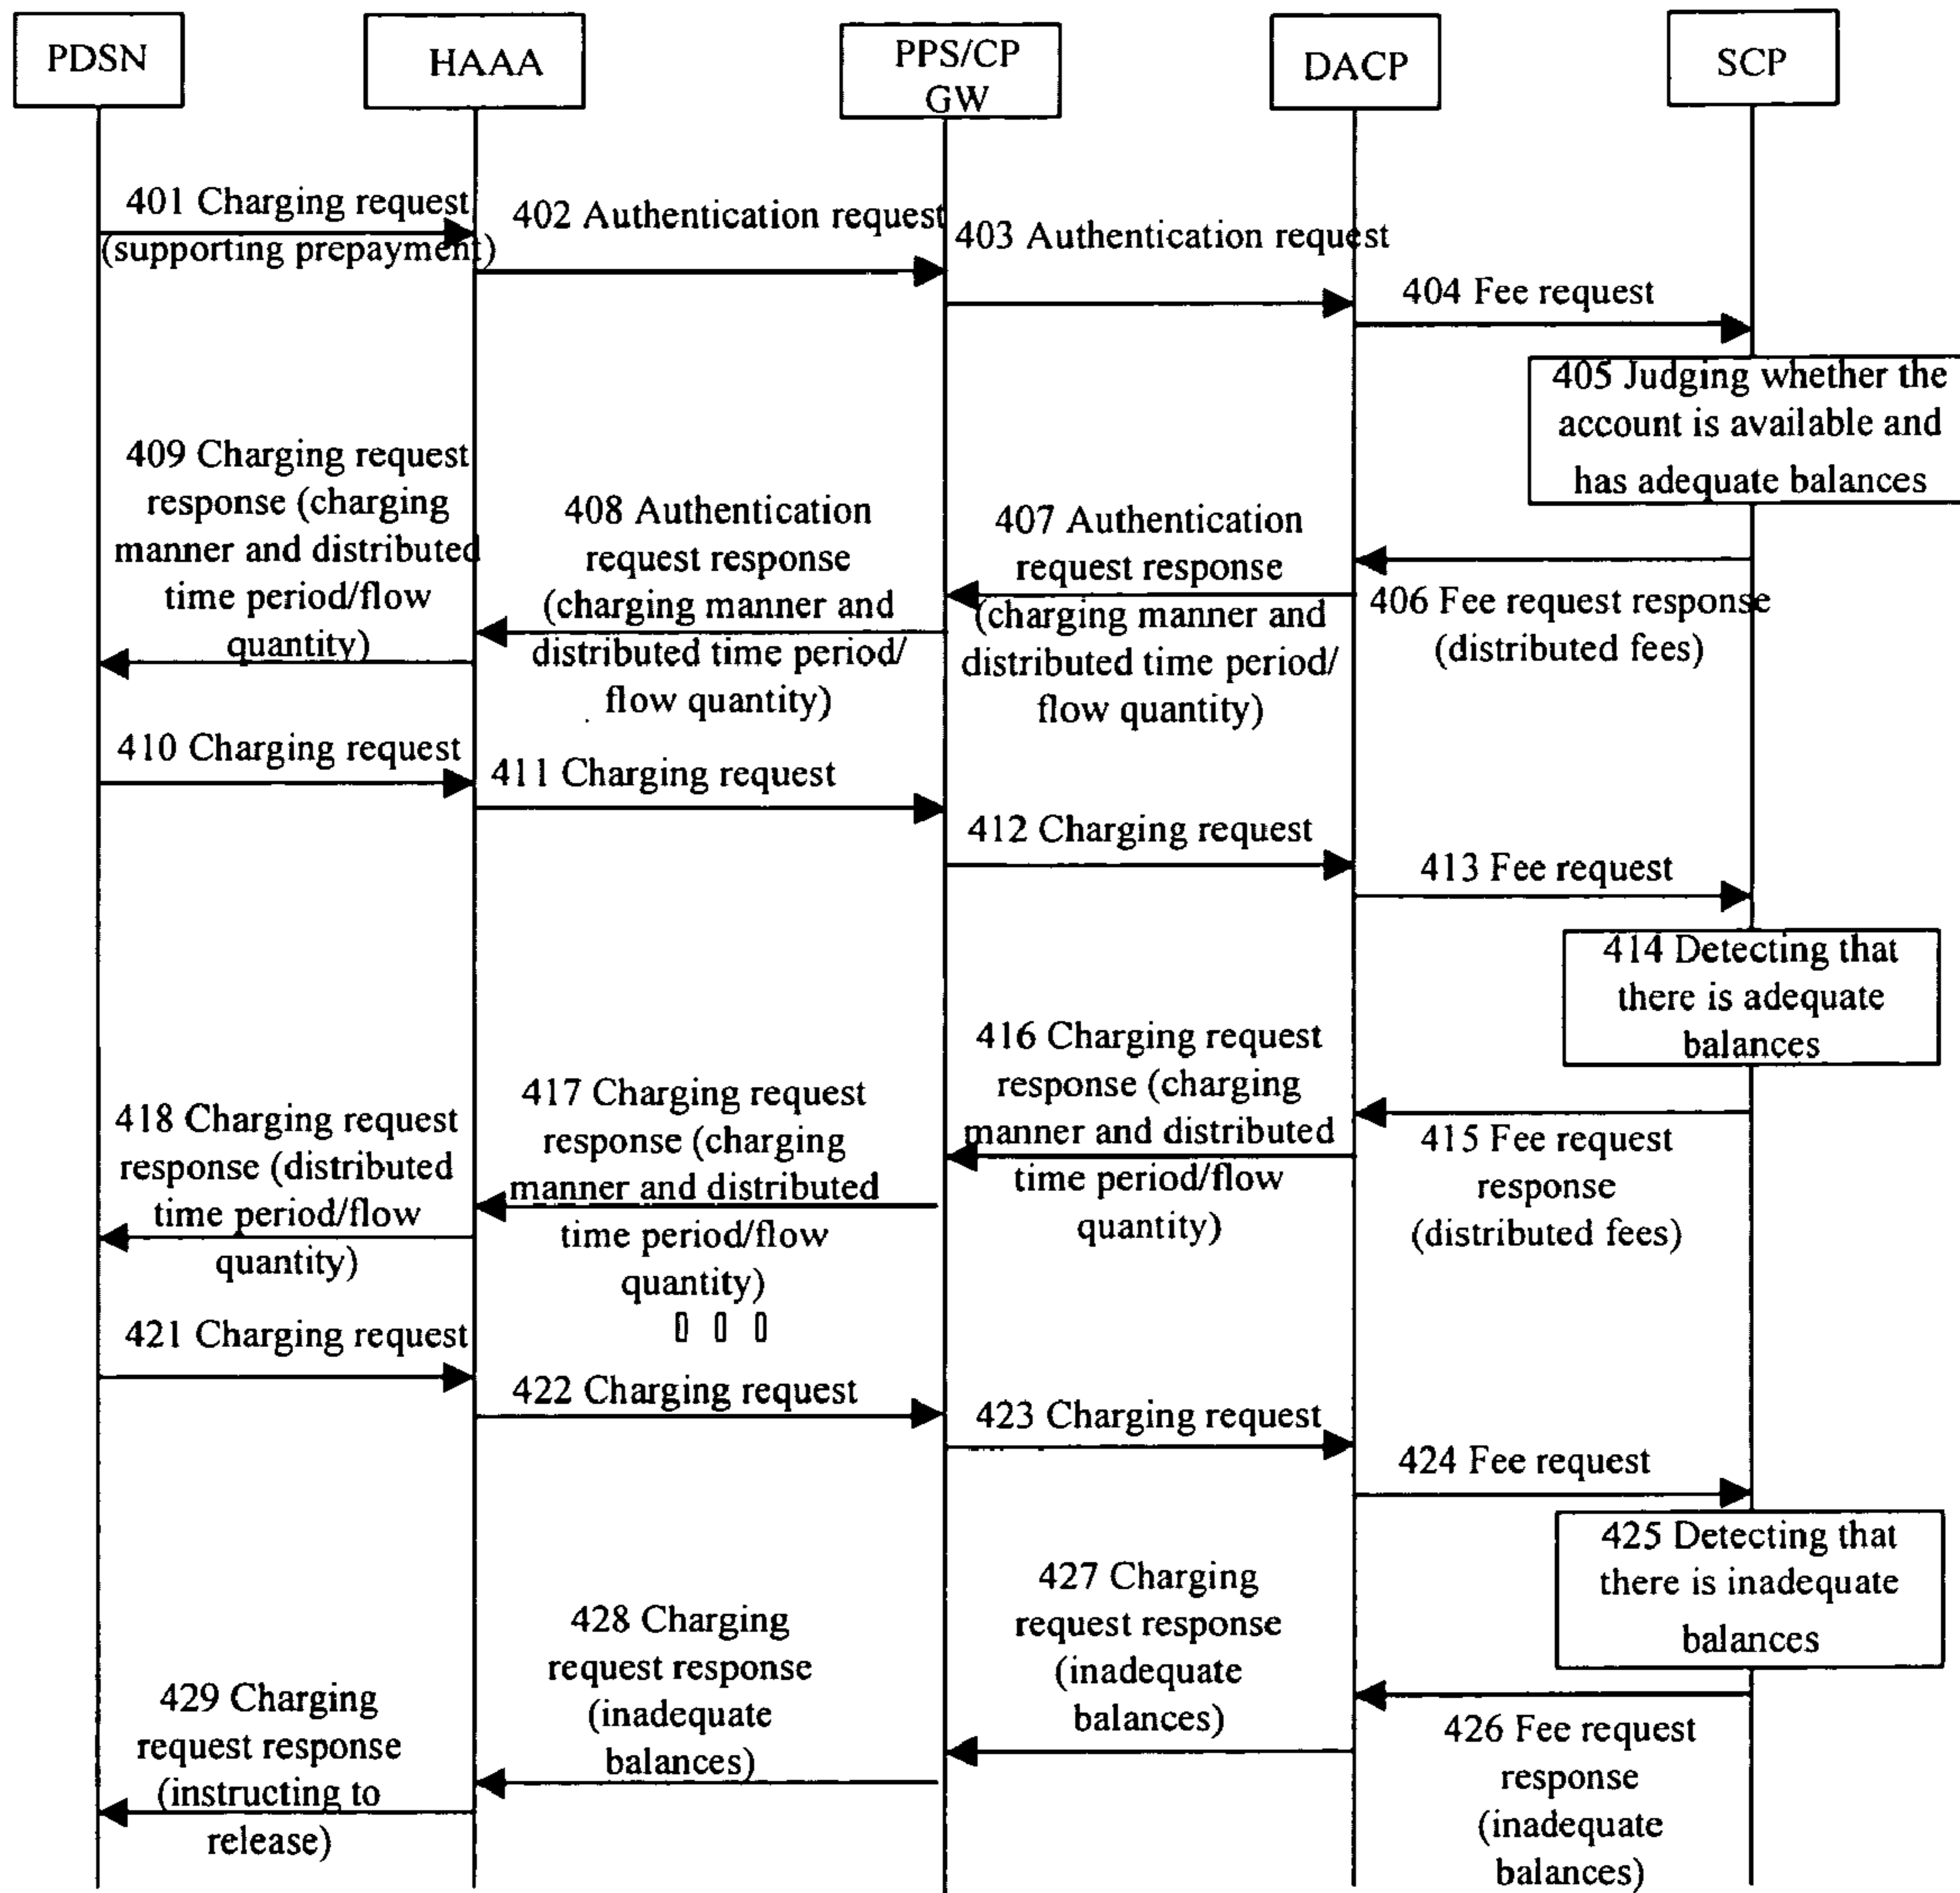 PDSN
HAAA
PPS/CP
GW
DACP
SCP
401 Charging request
(supporting prepayment)
402 Authentication request
403 Authentication request
404 Fee request
405 Judging whether the
account is available and
has adequate balances
406 Fee request response
(distributed fees)
407 Authentication
request response
(charging manner and
distributed time period/
flow quantity)
408 Authentication
request response
(charging manner and
distributed time period/
flow quantity)
409 Charging request
response (charging
manner and distributed
time period/flow
quantity)
410 Charging request
411 Charging request
412 Charging request
413 Fee request
414 Detecting that
there is adequate
balances
415 Fee request
response
(distributed fees)
416 Charging request
response (charging
manner and distributed
time period/flow
quantity)
417 Charging request
response (charging
manner and distributed
time period/flow
quantity)
418 Charging request
response (distributed
time period/flow
quantity)
421 Charging request
422 Charging request
423 Charging request
424 Fee request
425 Detecting that
there is inadequate
balances
426 Fee request
response
(inadequate
balances)
427 Charging
request response
(inadequate
balances)
428 Charging
request response
(inadequate
balances)
429 Charging
request response
(instructing to
release)